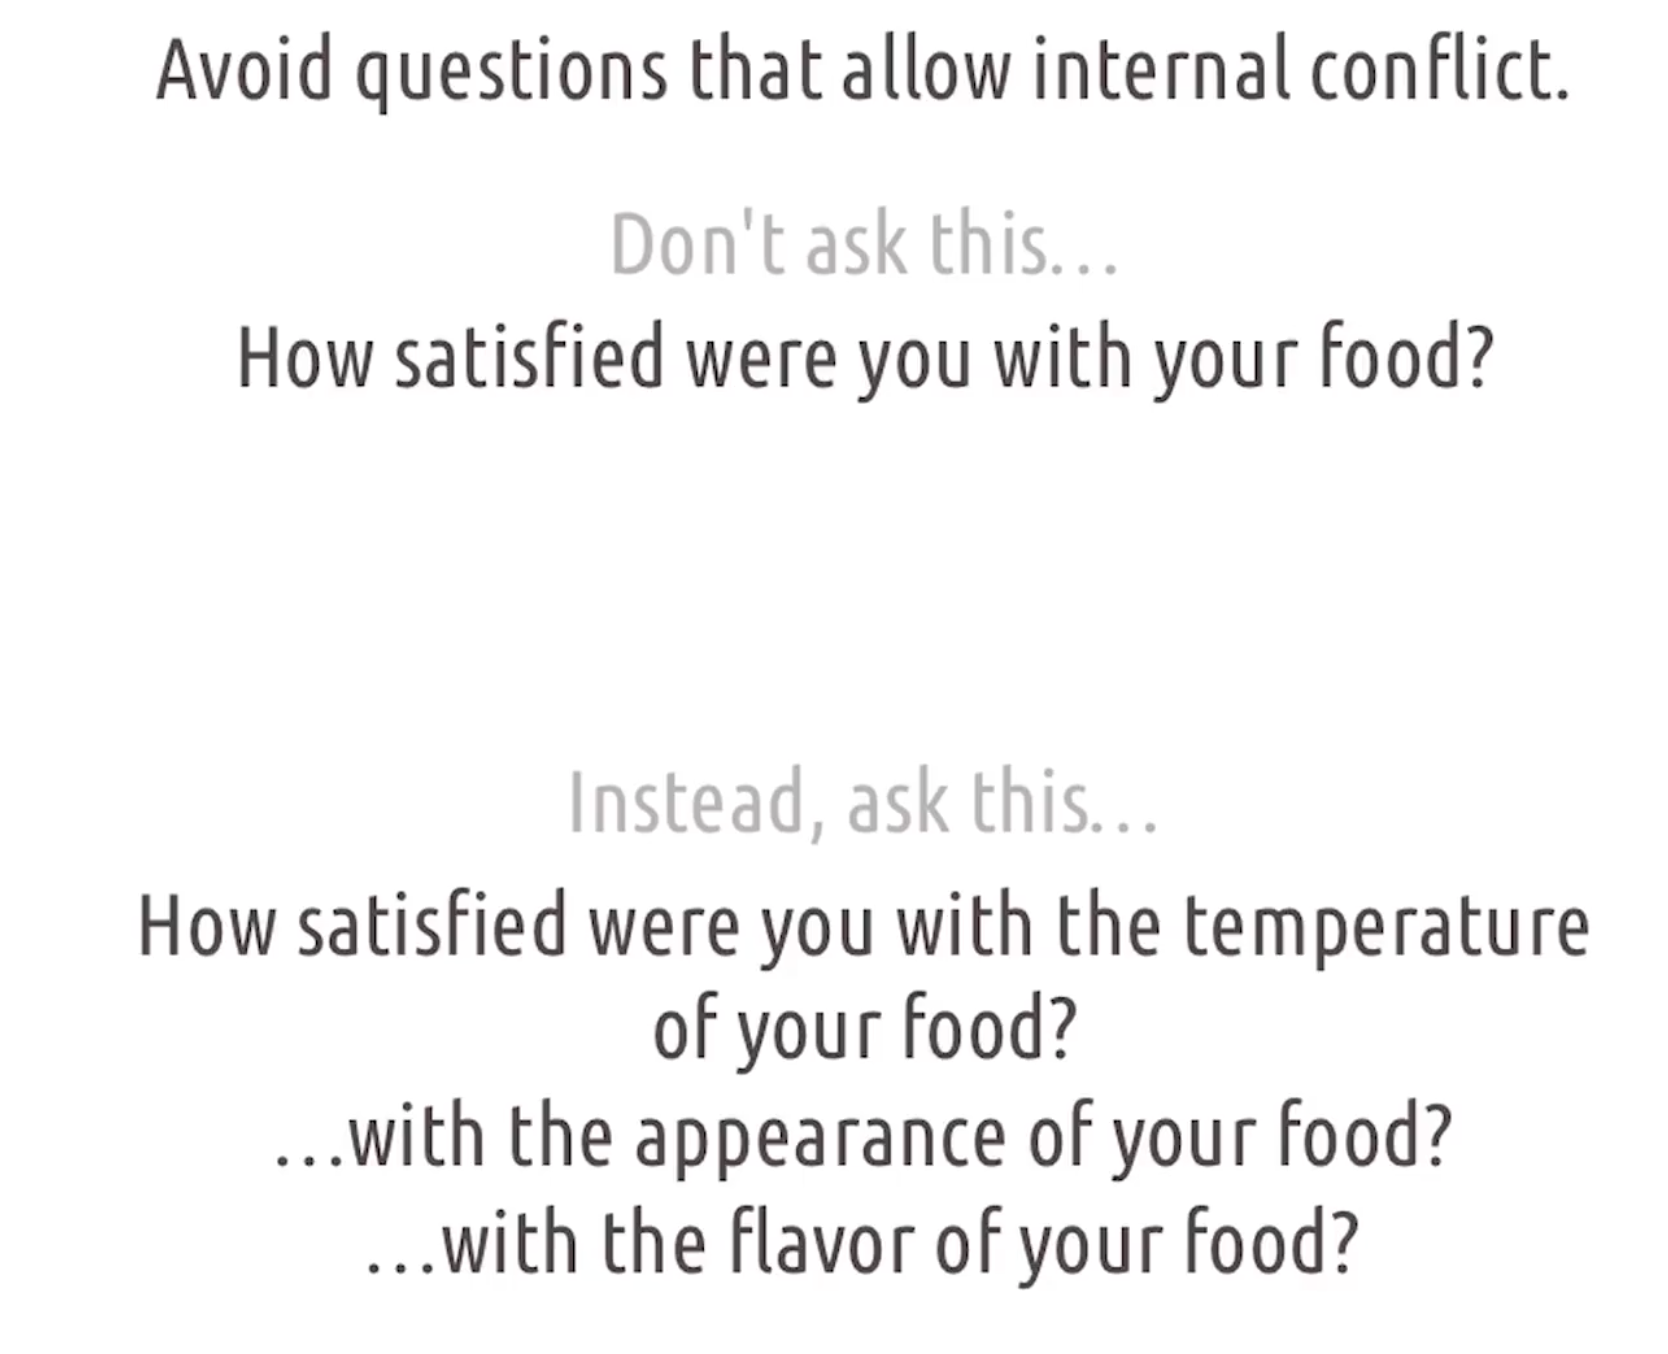 Avoid questions that allow internal conflict.
Don't ask this...
How satisfied were you with your food?
Instead, ask this...
How satisfied were you with the temperature
of your food?
...with the appearance of your food?
...with the flavor of your food?